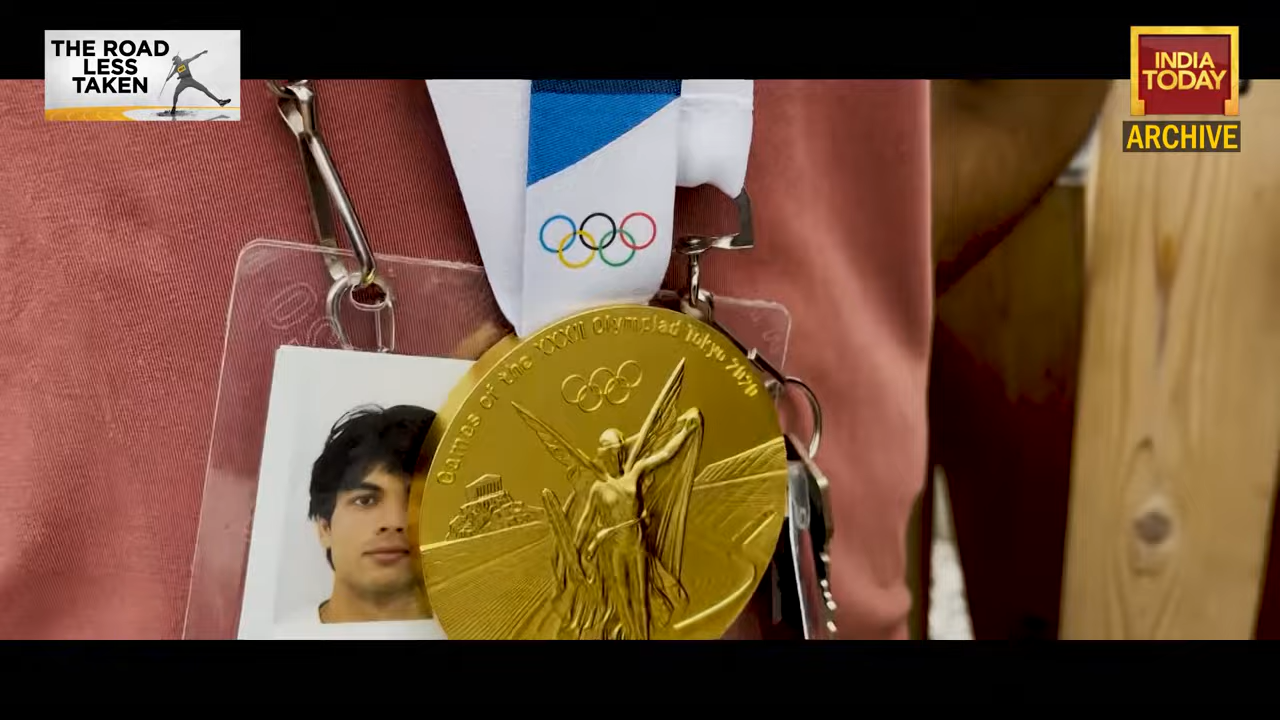 THE ROAD
LESS
TAKEN
INDIA
TODAY
ARCHIVE
Games of the XXXII Olympiad Tokyo 2020